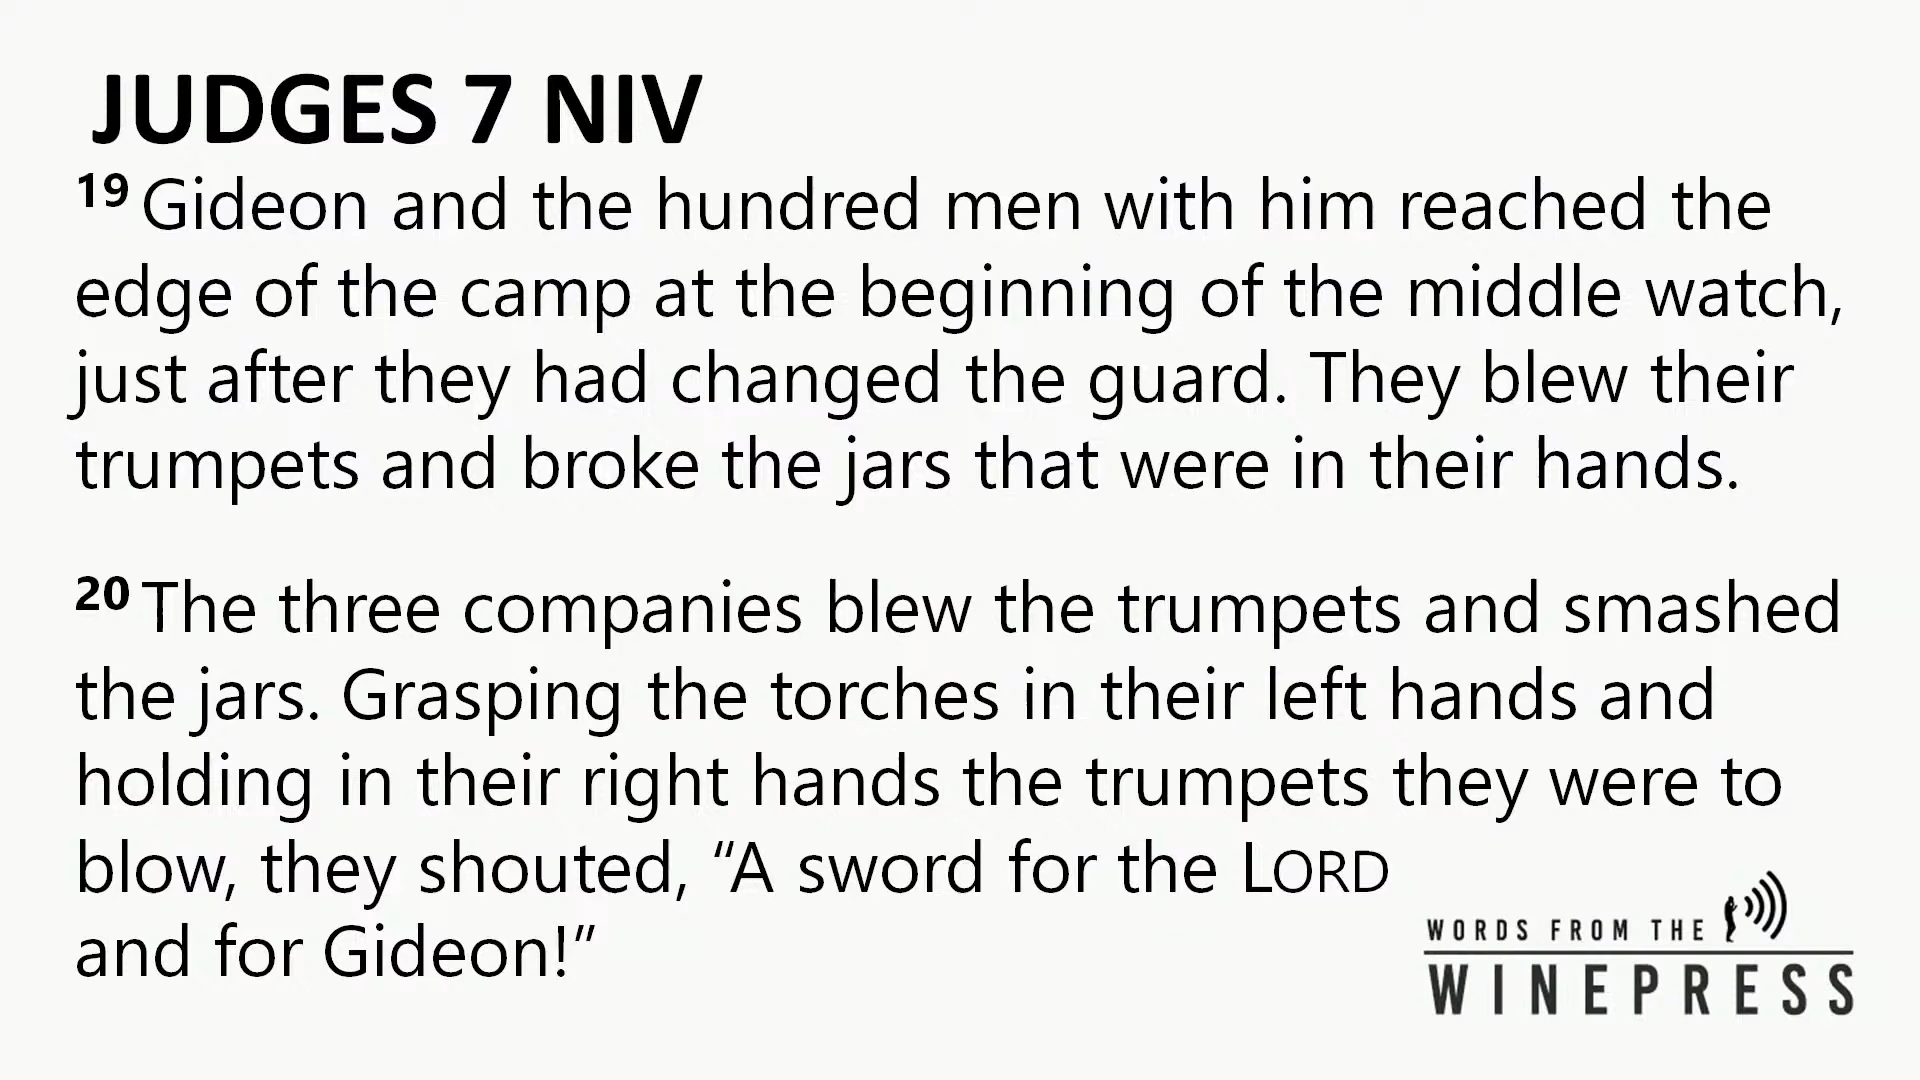 JUDGES 7 NIV
19 Gideon and the hundred men with him reached the
edge of the camp at the beginning of the middle watch,
just after they had changed the guard. They blew their
trumpets and broke the jars that were in their hands.
20 The three companies blew the trumpets and smashed
the jars. Grasping the torches in their left hands and
holding in their right hands the trumpets they were to
blow, they shouted, “A sword for the LORD
and for Gideon!”
WORDS FROM THE
WINEPRESS